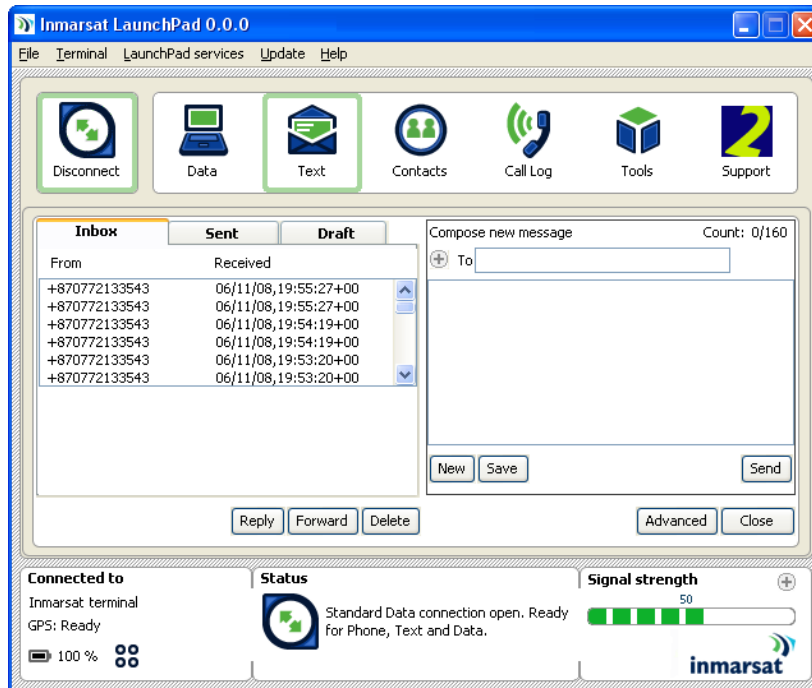 Inmarsat LaunchPad 0.0.0
File Terminal LaunchPad services Update Help
Disconnect Data Text Contacts Call Log Tools Support
Inbox Sent Draft
From Received
+870772133543 06/11/08,19:55:27+00
+870772133543 06/11/08,19:55:27+00
+870772133543 06/11/08,19:54:19+00
+870772133543 06/11/08,19:54:19+00
+870772133543 06/11/08,19:53:20+00
+870772133543 06/11/08,19:53:20+00
Reply Forward Delete
Compose new message Count: 0/160
To
New Save Send
Advanced Close
Connected to
Inmarsat terminal
GPS: Ready
100 %
Status
Standard Data connection open. Ready
for Phone, Text and Data.
Signal strength
50
inmarsat